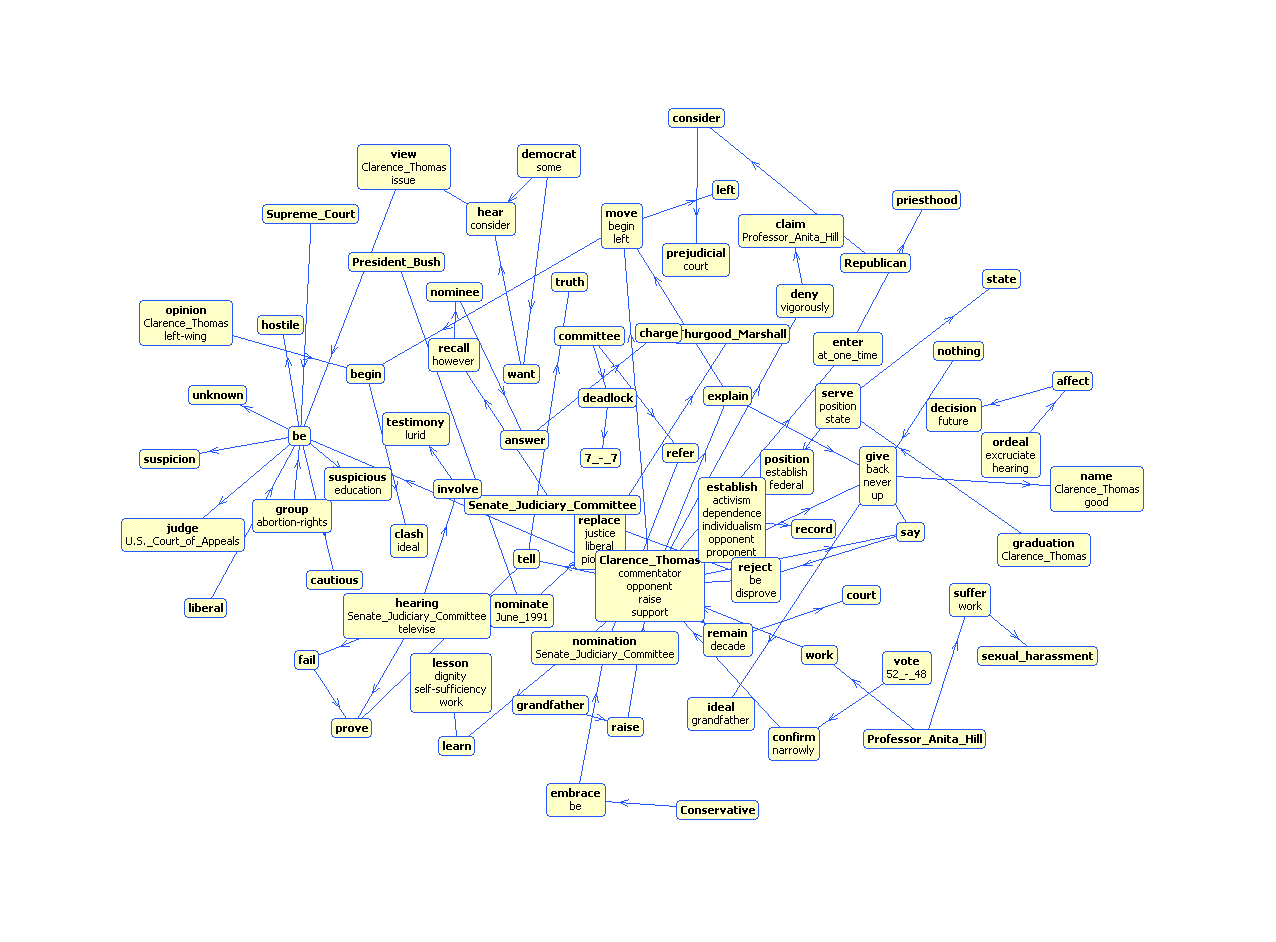 consider
view
Clarence_Thomas
issue
democrat
some
left
priesthood
Supreme_Court
hear
consider
move
begin
left
claim
Professor_Anita_Hill
prejudicial
court
Republican
President_Bush
state
nominee
truth
deny
vigorously
opinion
Clarence_Thomas
left-wing
hostile
committee
charge
hurgood_Marshall
recall
however
enter
at_one_time
nothing
begin
want
affect
unknown
deadlock
explain
serve
position
state
decision
future
testimony
lurid
be
answer
ordeal
excruciate
hearing
suspicion
7_-_7
refer
position
establish
federal
give
back
never
up
suspicious
education
involve
name
Clarence_Thomas
good
Senate_Judiciary_Committee
establish
activism
dependence
individualism
opponent
proponent
group
abortion-rights
judge
U.S._Court_of_Appeals
clash
ideal
replace
justice
liberal
record
say
graduation
Clarence_Thomas
tell
Clarence_Thomas
commentator
opponent
raise
support
reject
be
disprove
cautious
liberal
hearing
Senate_Judiciary_Committee
televise
nominate
June_1991
court
suffer
work
nomination
Senate_Judiciary_Committee
remain
decade
fail
lesson
dignity
self-sufficiency
work
work
vote
52_-_48
sexual_harassment
grandfather
ideal
grandfather
prove
raise
learn
confirm
narrowly
Professor_Anita_Hill
embrace
be
Conservative